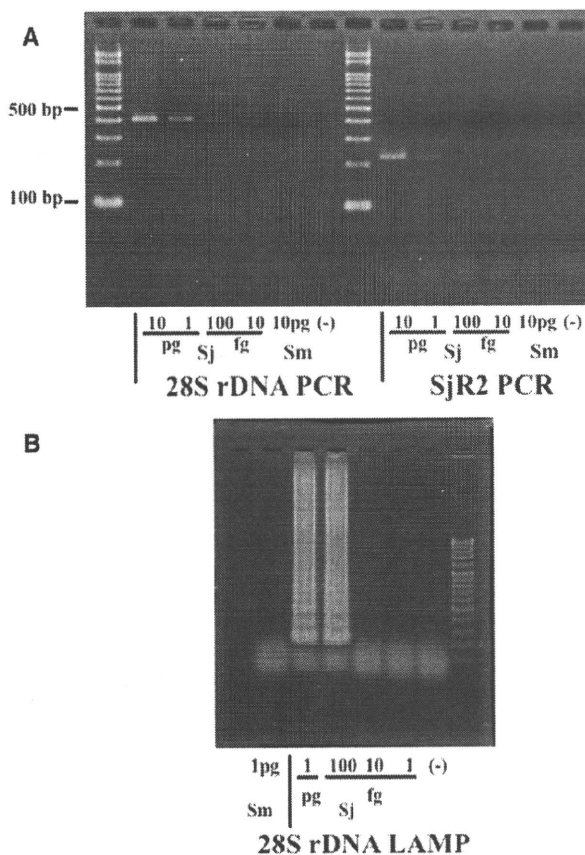 A
500 bp
100 bp
10 1 100 10 10pg (-) 10 1 100 10 10pg (-)
pg Sj fg Sm pg Sj fg Sm
28S rDNA PCR SjR2 PCR
B
1pg 1 100 10 1 (-)
pg fg
Sm Sj
28S rDNA LAMP